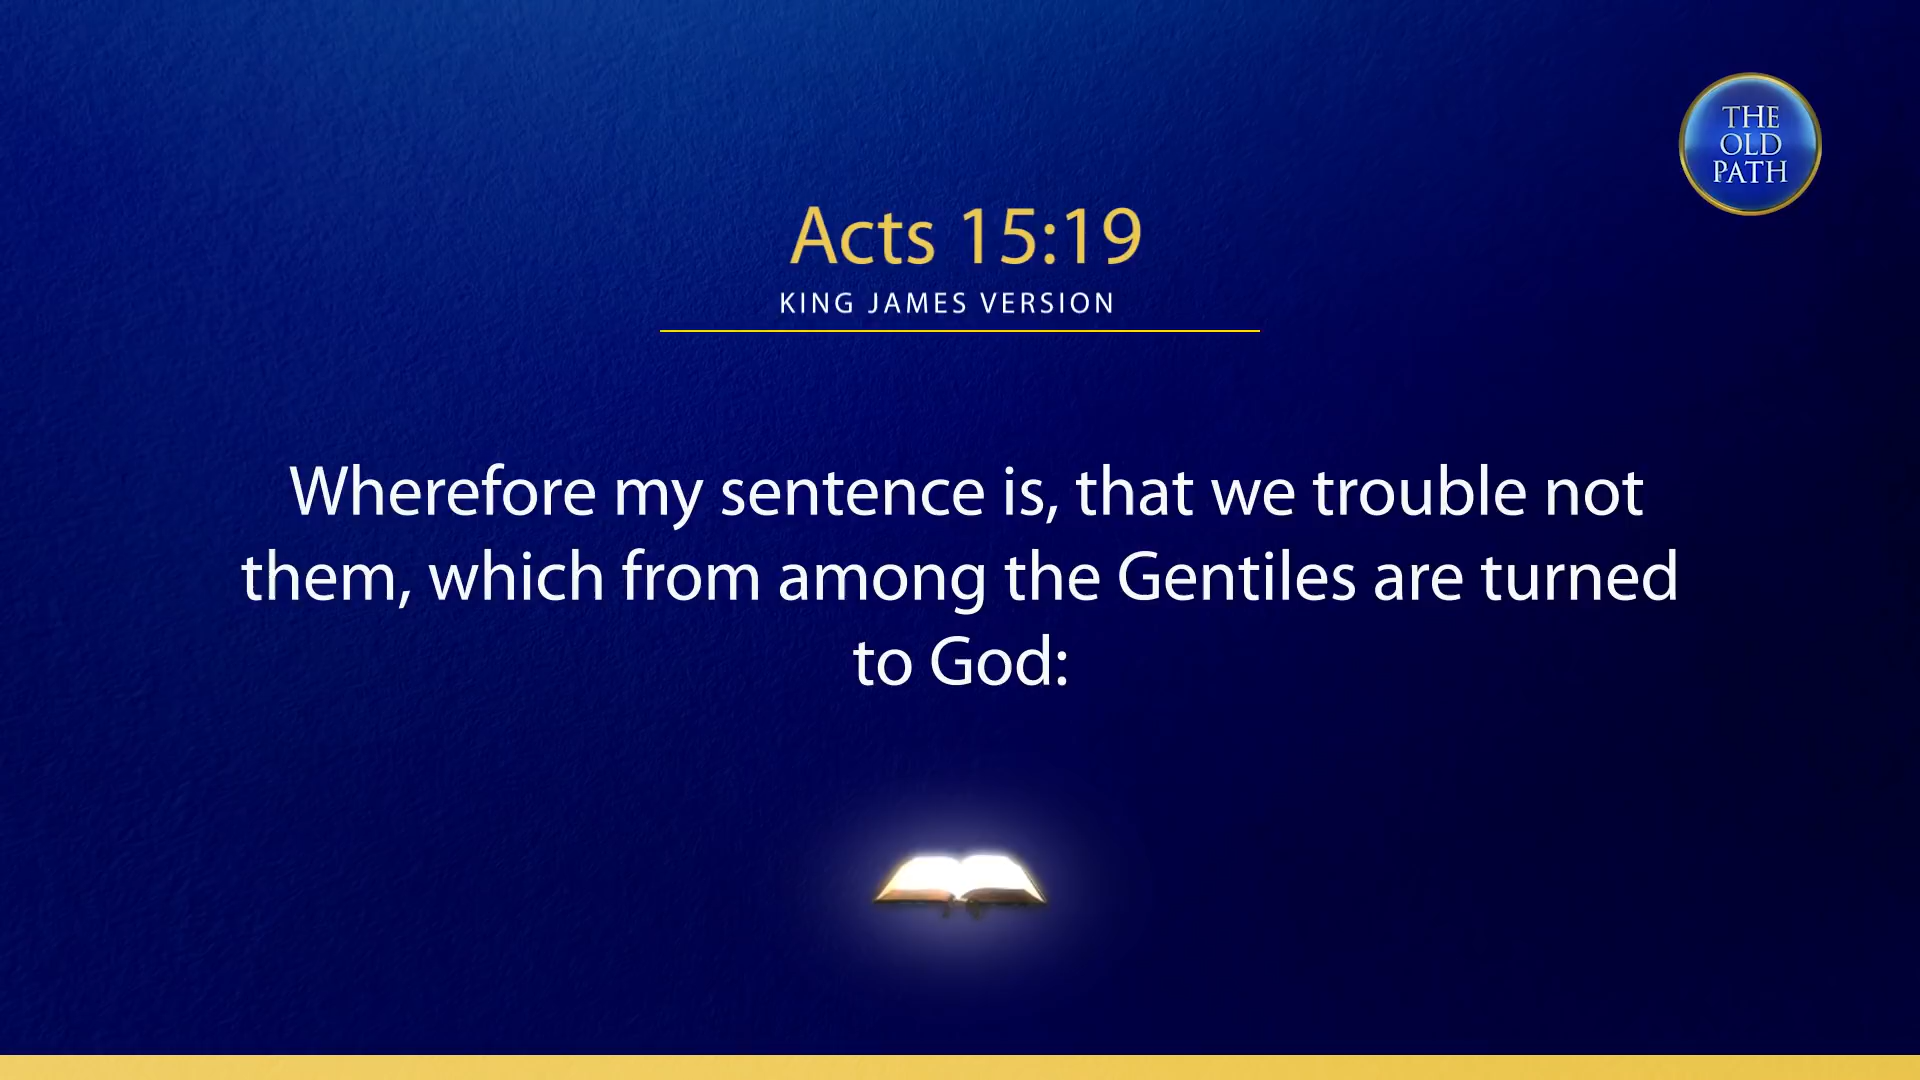 THE
OLD
PATH
Acts 15:19
KING JAMES VERSION
Wherefore my sentence is, that we trouble not
them, which from among the Gentiles are turned
to God: